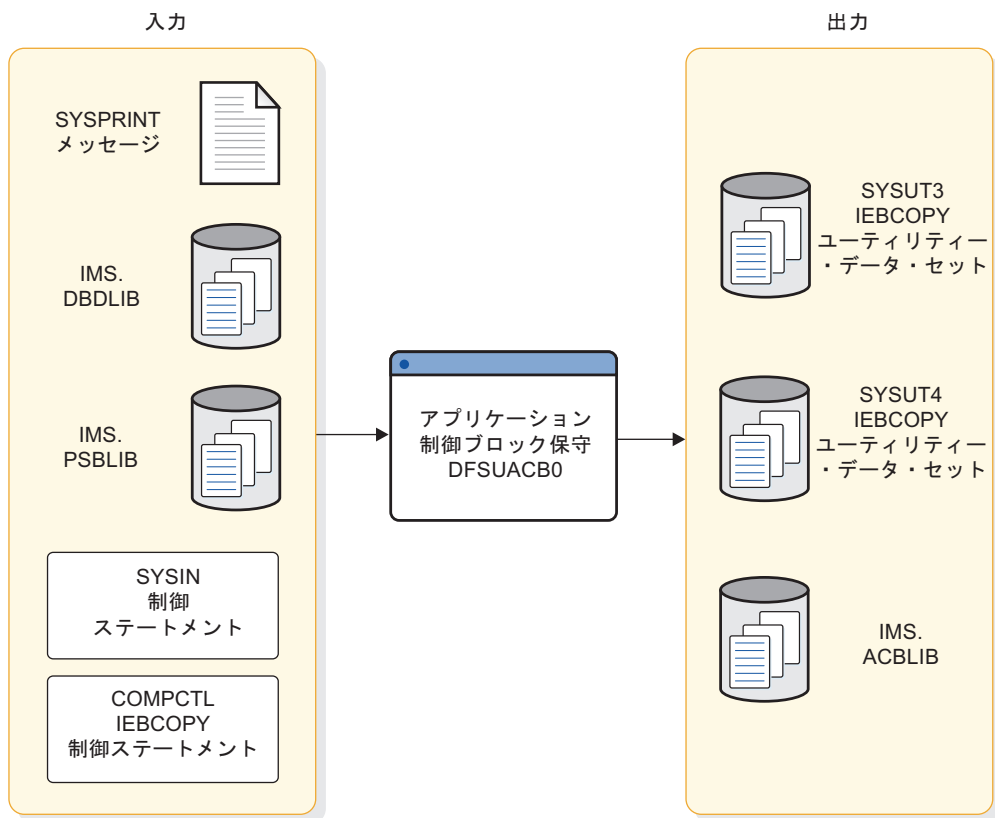 入力
SYSPRINT
メッセージ
IMS.
DBDLIB
IMS.
PSBLIB
SYSIN
制御
ステートメント
COMPCTL
IEBCOPY
制御ステートメント
アプリケーション
制御ブロック保守
DFSUACB0
出力
SYSUT3
IEBCOPY
ユーティリティー
・データ・セット
SYSUT4
IEBCOPY
ユーティリティー
・データ・セット
IMS.
ACBLIB